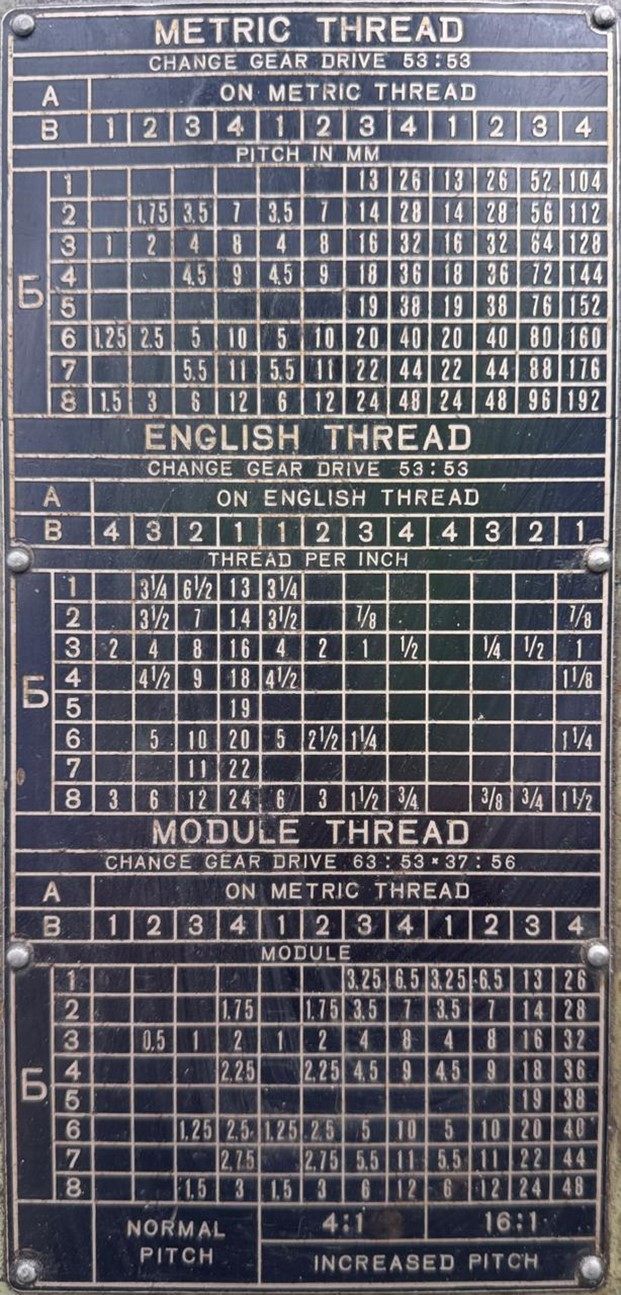 METRIC THREAD
CHANGE GEAR DRIVE 53:53
A ON METRIC THREAD
B 1 2 3 4 1 2 3 4 1 2 3 4
PITCH IN MM
Б
1 13 26 13 26 52 104
2 1.75 3.5 7 3.5 7 14 28 14 28 56 112
3 1 2 4 8 4 8 16 32 16 32 64 128
4 4.5 9 4.5 9 18 36 18 36 72 144
5 19 38 19 38 76 152
6 1.25 2.5 5 10 5 10 20 40 20 40 80 160
7 5.5 11 5.5 11 22 44 22 44 88 176
8 1.5 3 6 12 6 12 24 48 24 48 96 192
ENGLISH THREAD
CHANGE GEAR DRIVE 53:53
A ON ENGLISH THREAD
B 4 3 2 1 1 2 3 4 4 3 2 1
THREAD PER INCH
Б
1 3¼ 6½ 13 3¼
2 3½ 7 14 3½ ⅞ ⅞
3 2 4 8 16 4 2 1 ½ ¼ ½ 1
4 4½ 9 18 4½ 1⅛
5 19
6 5 10 20 5 2½ 1¼ 1¼
7 11 22
8 3 6 12 24 6 3 1½ ¾ ⅜ ¾ 1½
MODULE THREAD
CHANGE GEAR DRIVE 63:53×37:56
A ON METRIC THREAD
B 1 2 3 4 1 2 3 4 1 2 3 4
MODULE
Б
1 3.25 6.5 3.25 6.5 13 26
2 1.75 1.75 3.5 7 3.5 7 14 28
3 0.5 1 2 1 2 4 8 4 8 16 32
4 2.25 2.25 4.5 9 4.5 9 18 36
5 19 38
6 1.25 2.5 1.25 2.5 5 10 5 10 20 40
7 2.75 2.75 5.5 11 5.5 11 22 44
8 1.5 3 1.5 3 6 12 6 12 24 48
NORMAL PITCH
4:1 16:1
INCREASED PITCH